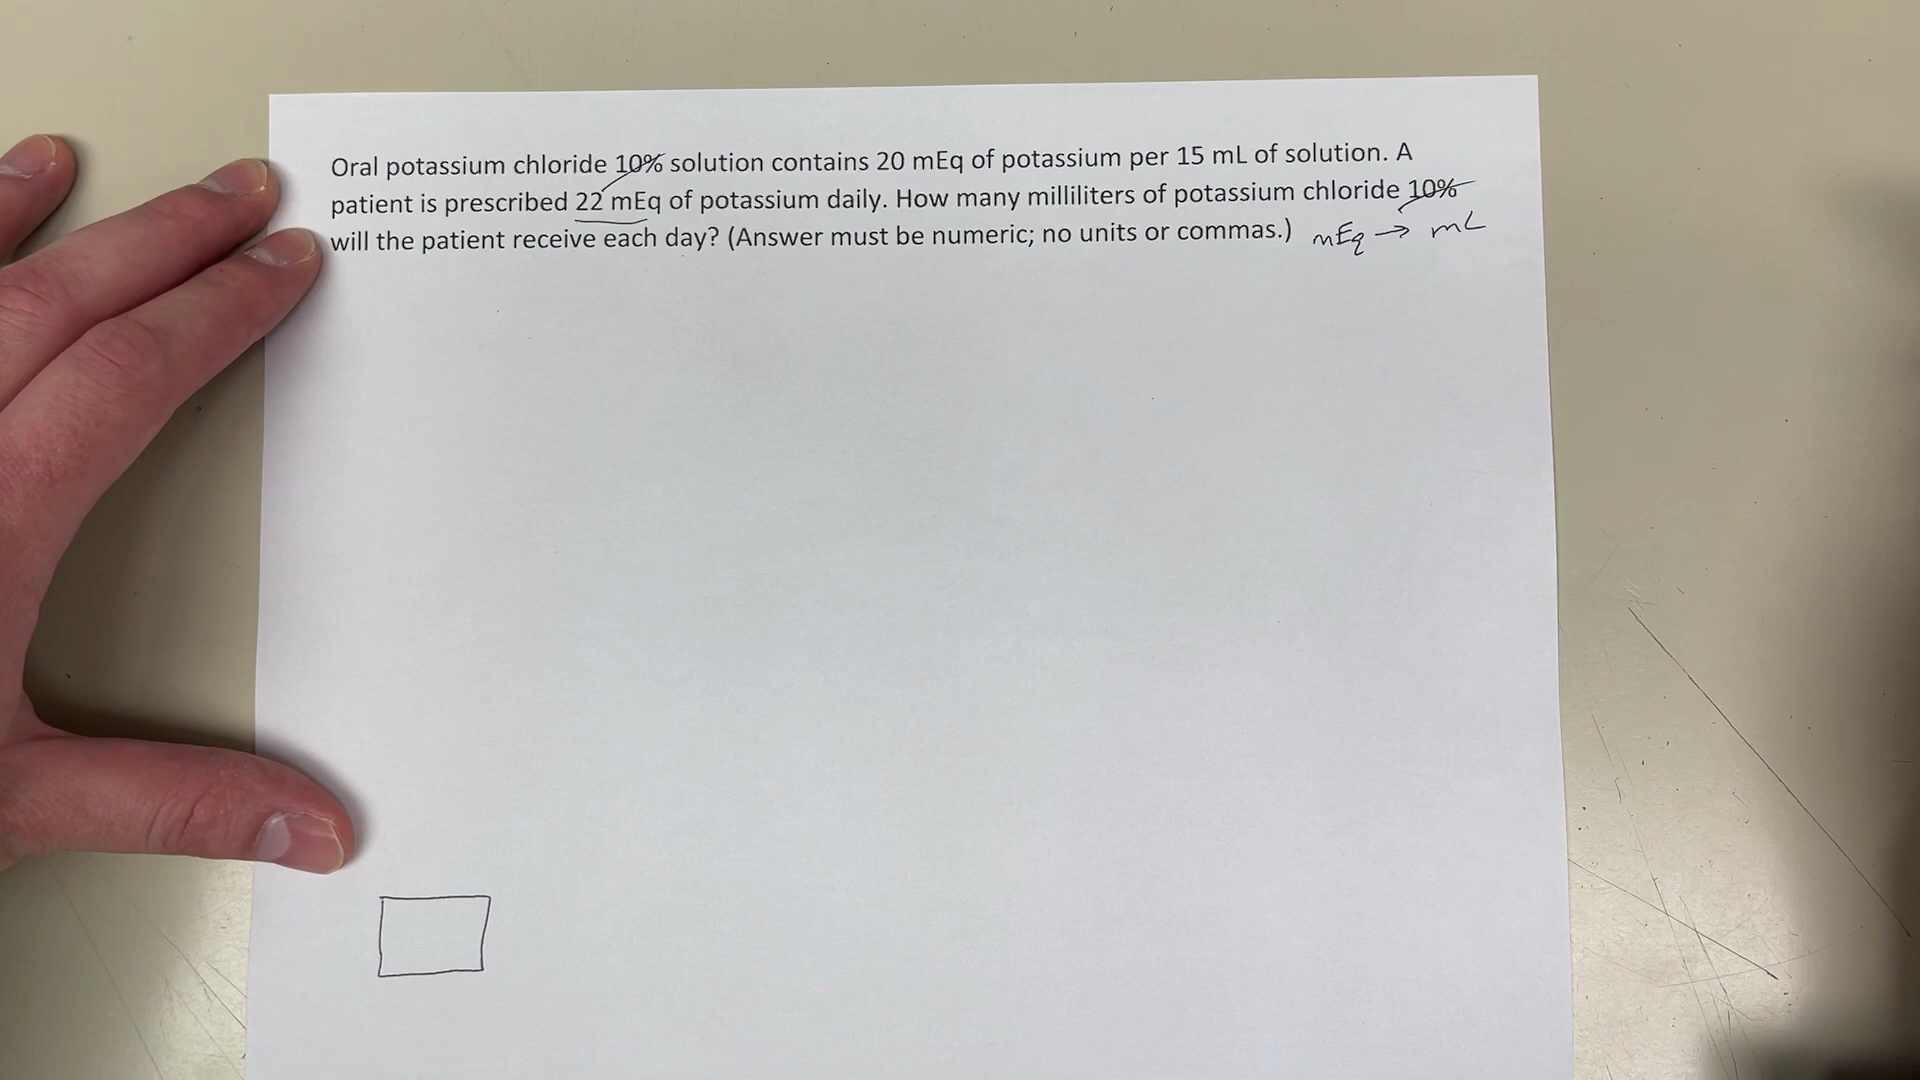 Oral potassium chloride 10% solution contains 20 mEq of potassium per 15 mL of solution. A
patient is prescribed 22 mEq of potassium daily. How many milliliters of potassium chloride 10%
will the patient receive each day? (Answer must be numeric; no units or commas.) mEq → mL